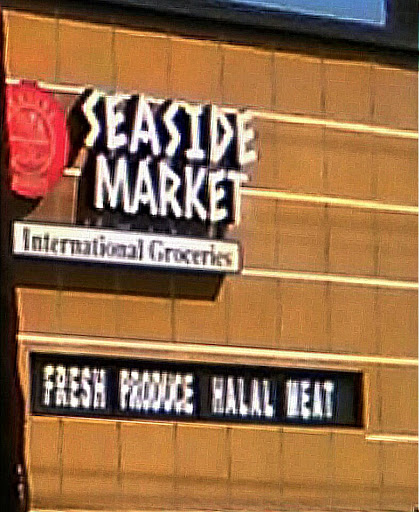 SEASIDE
MARKET
International Groceries
FRESH PRODUCE HALAL MEAT